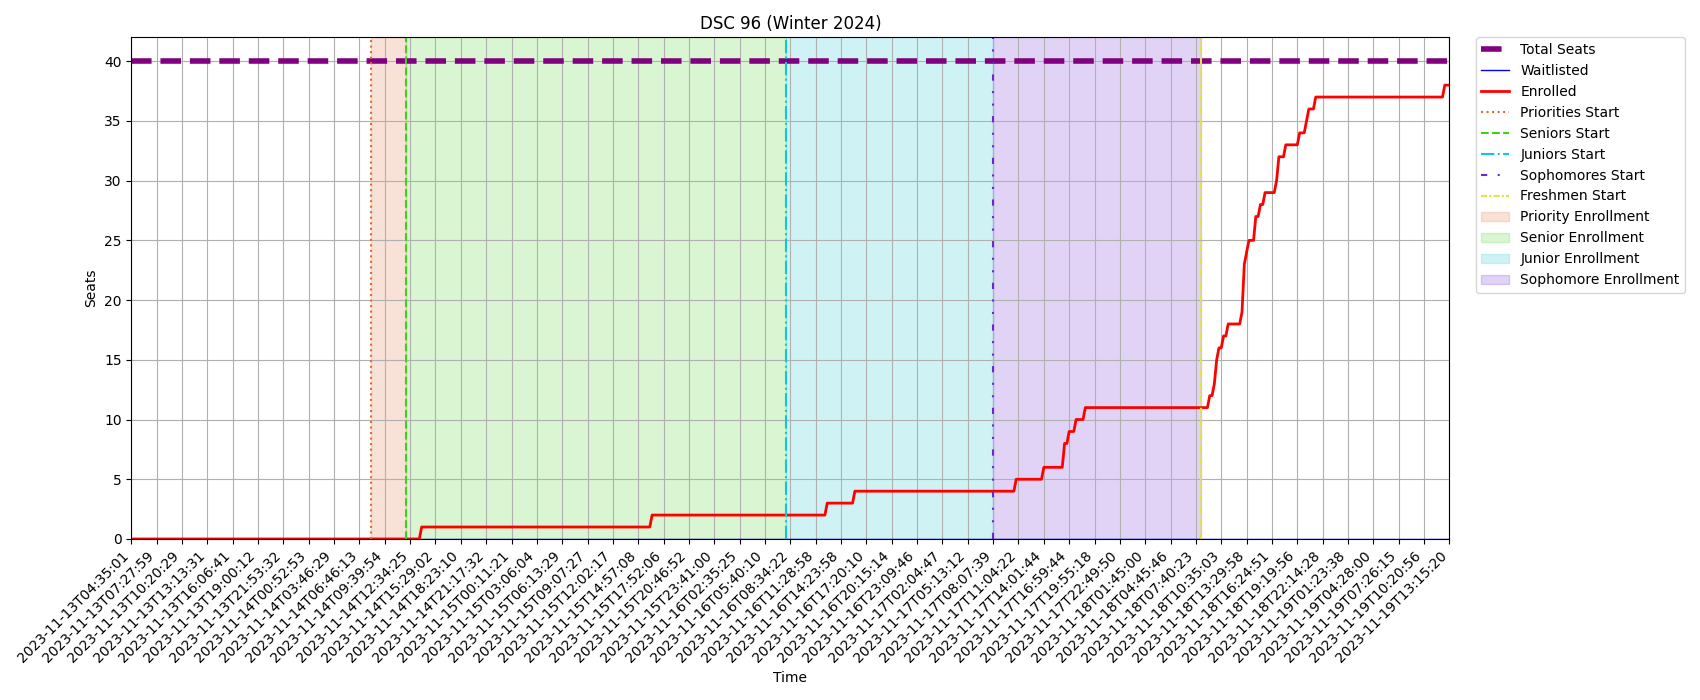 DSC 96 (Winter 2024)
Seats
40
35
30
25
20
15
10
5
0
2023-11-13T04:35:01
2023-11-13T07:27:59
2023-11-13T10:20:29
2023-11-13T13:13:31
2023-11-13T16:06:41
2023-11-13T19:00:12
2023-11-13T21:53:32
2023-11-14T00:52:53
2023-11-14T03:46:29
2023-11-14T06:46:13
2023-11-14T09:39:54
2023-11-14T12:34:25
2023-11-14T15:29:02
2023-11-14T18:23:10
2023-11-14T21:17:32
2023-11-15T00:11:21
2023-11-15T03:06:04
2023-11-15T06:13:29
2023-11-15T09:07:27
2023-11-15T12:02:17
2023-11-15T14:57:08
2023-11-15T17:52:06
2023-11-15T20:46:52
2023-11-15T23:41:00
2023-11-16T02:35:25
2023-11-16T05:40:10
2023-11-16T08:34:22
2023-11-16T11:28:58
2023-11-16T14:23:58
2023-11-16T17:20:10
2023-11-16T20:15:14
2023-11-16T23:09:46
2023-11-17T02:04:47
2023-11-17T05:13:12
2023-11-17T08:07:39
2023-11-17T11:04:22
2023-11-17T14:01:44
2023-11-17T16:59:44
2023-11-17T19:55:18
2023-11-17T22:49:50
2023-11-18T01:45:00
2023-11-18T04:45:46
2023-11-18T07:40:23
2023-11-18T10:35:03
2023-11-18T13:29:58
2023-11-18T16:24:51
2023-11-18T19:19:56
2023-11-18T22:14:28
2023-11-19T01:23:38
2023-11-19T04:28:00
2023-11-19T07:26:15
2023-11-19T10:20:56
2023-11-19T13:15:20
Time
Total Seats
Waitlisted
Enrolled
Priorities Start
Seniors Start
Juniors Start
Sophomores Start
Freshmen Start
Priority Enrollment
Senior Enrollment
Junior Enrollment
Sophomore Enrollment